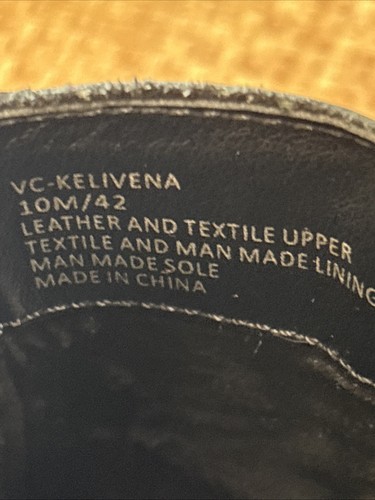 VC-KELIVENA
10M/42
LEATHER AND TEXTILE UPPER
TEXTILE AND MAN MADE LINING
MAN MADE SOLE
MADE IN CHINA